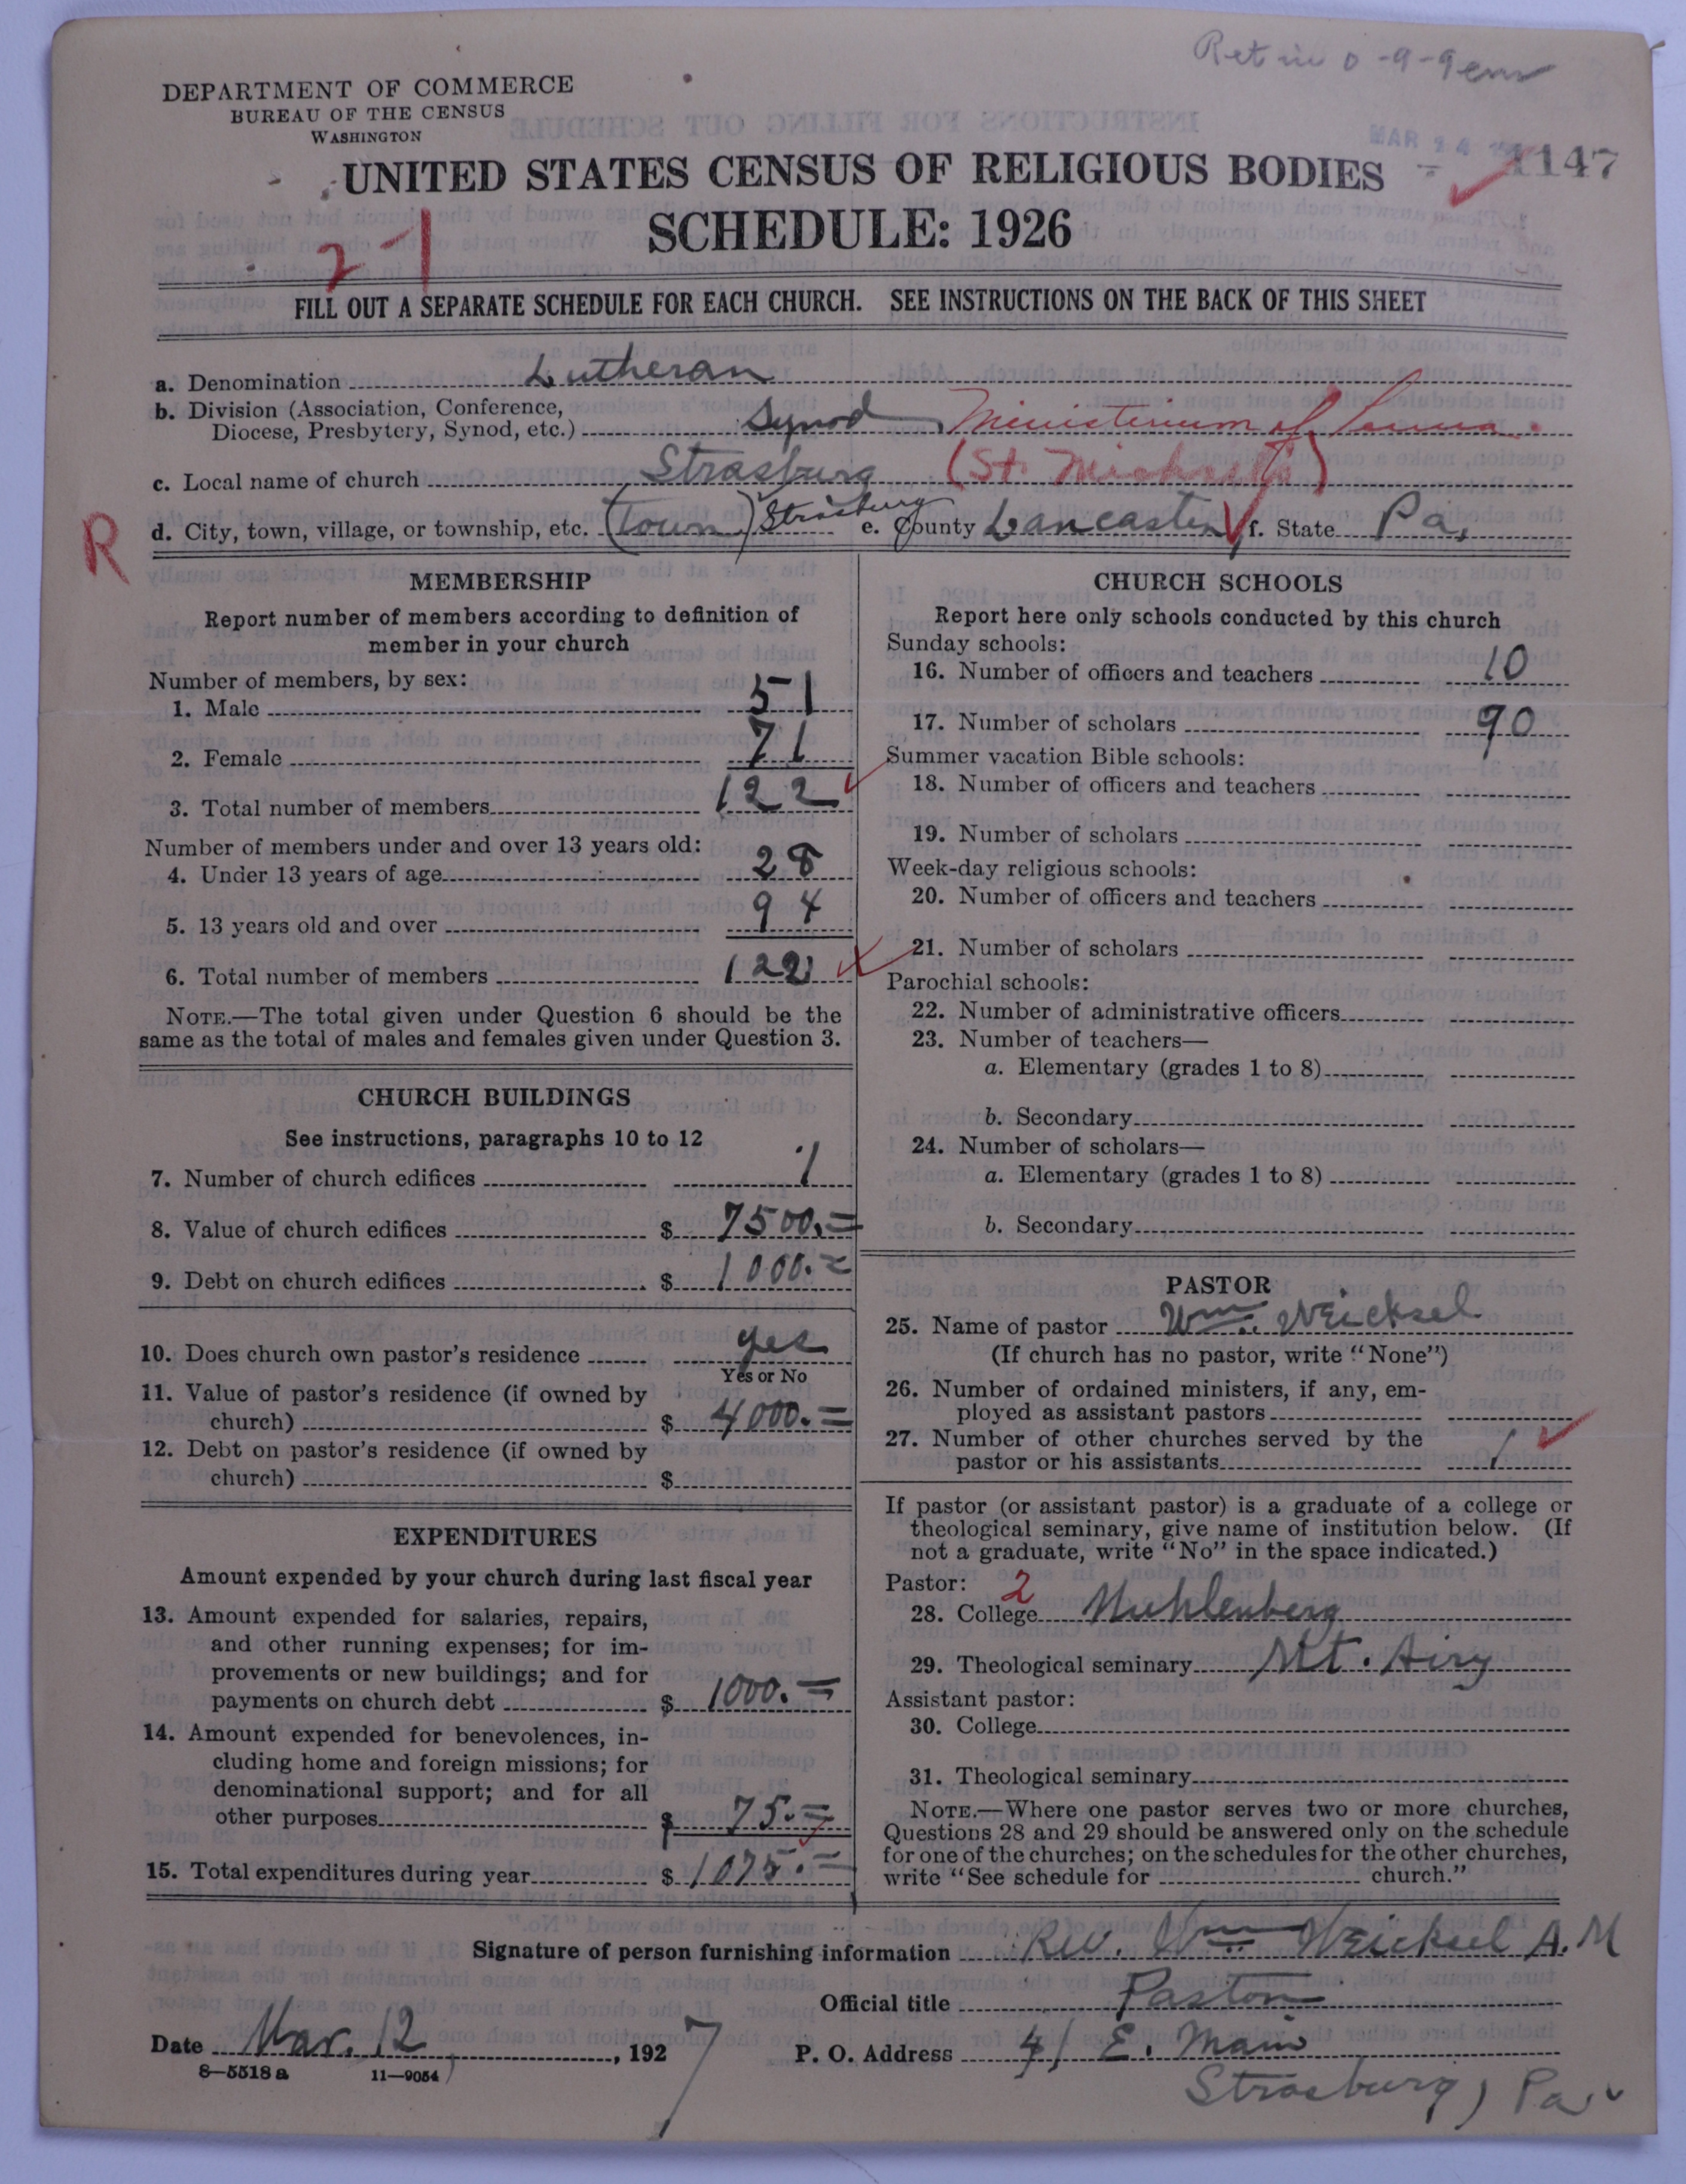 Ret in 0-9-9 em
DEPARTMENT OF COMMERCE
BUREAU OF THE CENSUS
WASHINGTON
MAR 24
1147
UNITED STATES CENSUS OF RELIGIOUS BODIES
SCHEDULE: 1926
2-1
FILL OUT A SEPARATE SCHEDULE FOR EACH CHURCH. SEE INSTRUCTIONS ON THE BACK OF THIS SHEET
a. Denomination Lutheran
b. Division (Association, Conference,
Diocese, Presbytery, Synod, etc.) Synod Ministerium of Penna.
c. Local name of church Strasburg (St. Michael's)
R
d. City, town, village, or township, etc. (Town) Strasburg e. County Lancaster f. State Pa.
MEMBERSHIP
Report number of members according to definition of
member in your church
Number of members, by sex:
1. Male 51
2. Female 71
3. Total number of members 122
Number of members under and over 13 years old:
4. Under 13 years of age 28
5. 13 years old and over 94
6. Total number of members 122
NOTE.—The total given under Question 6 should be the
same as the total of males and females given under Question 3.
CHURCH BUILDINGS
See instructions, paragraphs 10 to 12
7. Number of church edifices 1
8. Value of church edifices $ 7500.=
9. Debt on church edifices $ 1000.=
10. Does church own pastor's residence yes
Yes or No
11. Value of pastor's residence (if owned by
church) $ 4000.=
12. Debt on pastor's residence (if owned by
church) $
EXPENDITURES
Amount expended by your church during last fiscal year
13. Amount expended for salaries, repairs,
and other running expenses; for im-
provements or new buildings; and for
payments on church debt $ 1000.=
14. Amount expended for benevolences, in-
cluding home and foreign missions; for
denominational support; and for all
other purposes $ 75.=
15. Total expenditures during year $ 1075.=
CHURCH SCHOOLS
Report here only schools conducted by this church
Sunday schools:
16. Number of officers and teachers 10
17. Number of scholars 90
Summer vacation Bible schools:
18. Number of officers and teachers
19. Number of scholars
Week-day religious schools:
20. Number of officers and teachers
21. Number of scholars
Parochial schools:
22. Number of administrative officers
23. Number of teachers—
a. Elementary (grades 1 to 8)
b. Secondary
24. Number of scholars—
a. Elementary (grades 1 to 8)
b. Secondary
PASTOR
25. Name of pastor Wm. Weicksel
(If church has no pastor, write "None")
26. Number of ordained ministers, if any, em-
ployed as assistant pastors
27. Number of other churches served by the
pastor or his assistants 1
If pastor (or assistant pastor) is a graduate of a college or
theological seminary, give name of institution below. (If
not a graduate, write "No" in the space indicated.)
Pastor: 2
28. College Muhlenberg
29. Theological seminary Mt. Airy
Assistant pastor:
30. College
31. Theological seminary
NOTE.—Where one pastor serves two or more churches,
Questions 28 and 29 should be answered only on the schedule
for one of the churches; on the schedules for the other churches,
write "See schedule for church."
Signature of person furnishing information Rev. Wm. Weicksel A.M
Official title Pastor
Date Mar. 12, 1927
P. O. Address 41 E. Main
Strasburg, Pa.
8—5518 a 11—9054